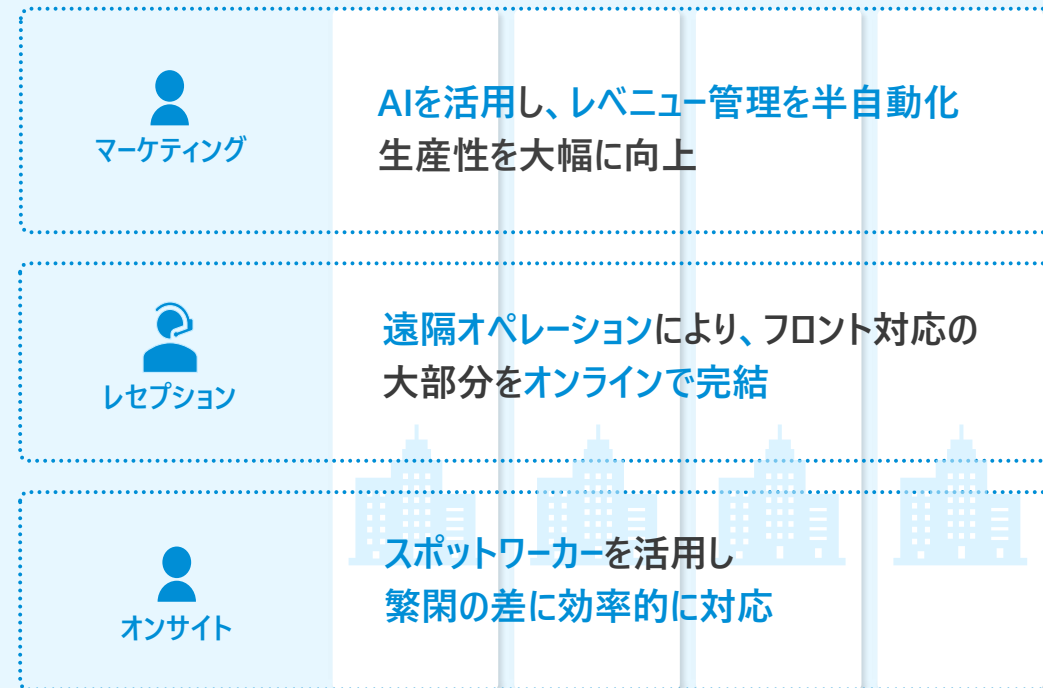 マーケティング
AIを活用し、レベニュー管理を半自動化
生産性を大幅に向上
レセプション
遠隔オペレーションにより、フロント対応の
大部分をオンラインで完結
オンサイト
スポットワーカーを活用し
繁閑の差に効率的に対応